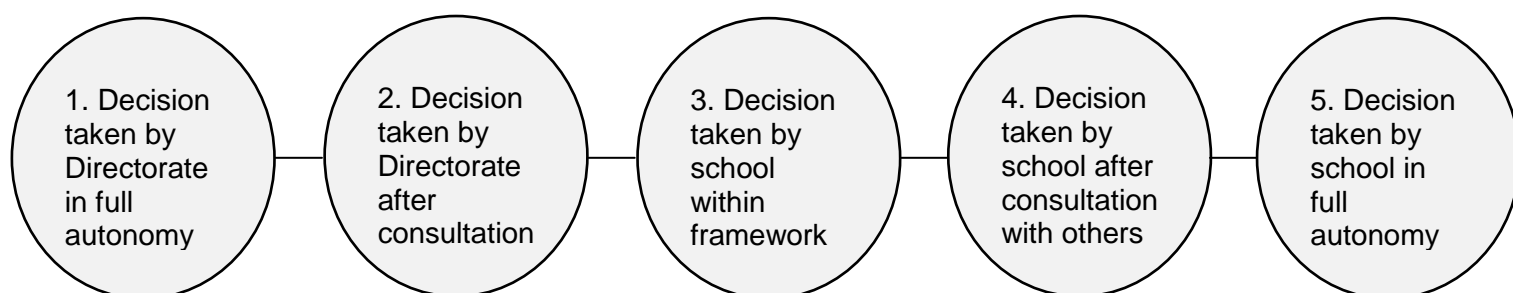 1. Decision
taken by
Directorate
in full
autonomy
2. Decision
taken by
Directorate
after
consultation
3. Decision
taken by
school
within
framework
4. Decision
taken by
school after
consultation
with others
5. Decision
taken by
school in
full
autonomy